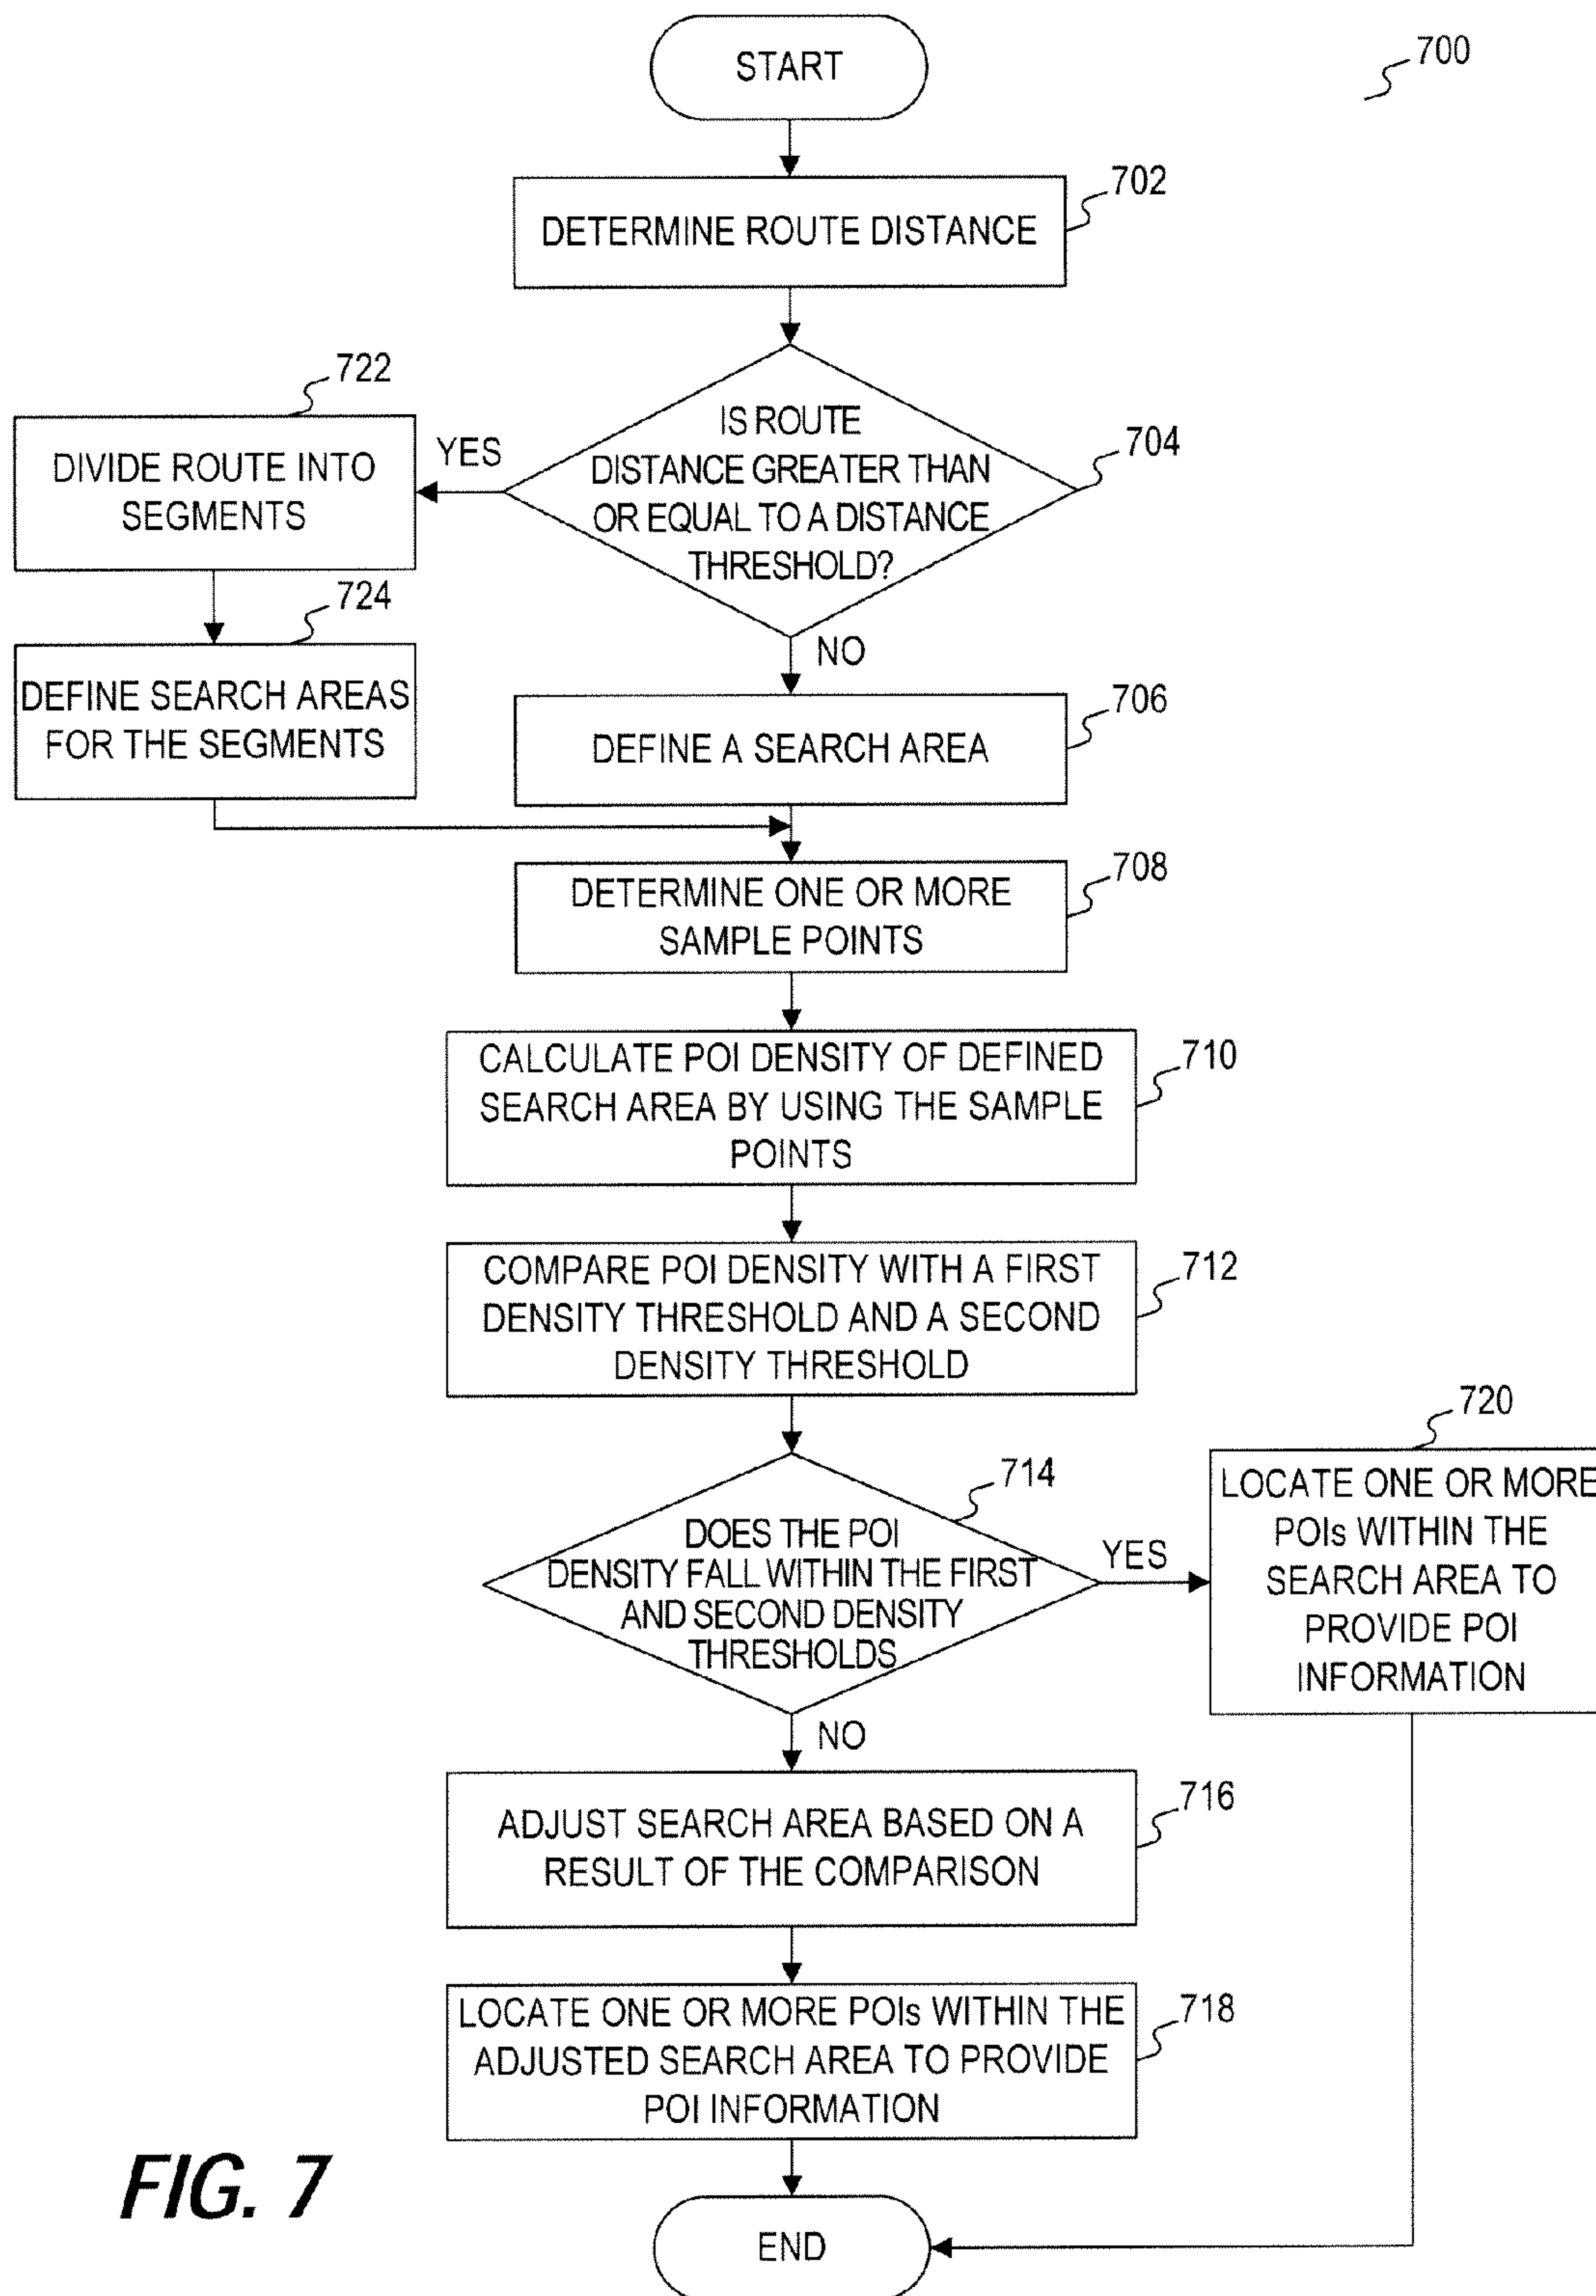 START
700
702
DETERMINE ROUTE DISTANCE
722
IS ROUTE
DISTANCE GREATER THAN
OR EQUAL TO A DISTANCE
THRESHOLD?
704
YES
DIVIDE ROUTE INTO
SEGMENTS
724
NO
DEFINE SEARCH AREAS
FOR THE SEGMENTS
706
DEFINE A SEARCH AREA
708
DETERMINE ONE OR MORE
SAMPLE POINTS
710
CALCULATE POI DENSITY OF DEFINED
SEARCH AREA BY USING THE SAMPLE
POINTS
712
COMPARE POI DENSITY WITH A FIRST
DENSITY THRESHOLD AND A SECOND
DENSITY THRESHOLD
714
DOES THE POI
DENSITY FALL WITHIN THE FIRST
AND SECOND DENSITY
THRESHOLDS
YES
720
LOCATE ONE OR MORE
POIs WITHIN THE
SEARCH AREA TO
PROVIDE POI
INFORMATION
NO
716
ADJUST SEARCH AREA BASED ON A
RESULT OF THE COMPARISON
718
LOCATE ONE OR MORE POIs WITHIN THE
ADJUSTED SEARCH AREA TO PROVIDE
POI INFORMATION
FIG. 7
END